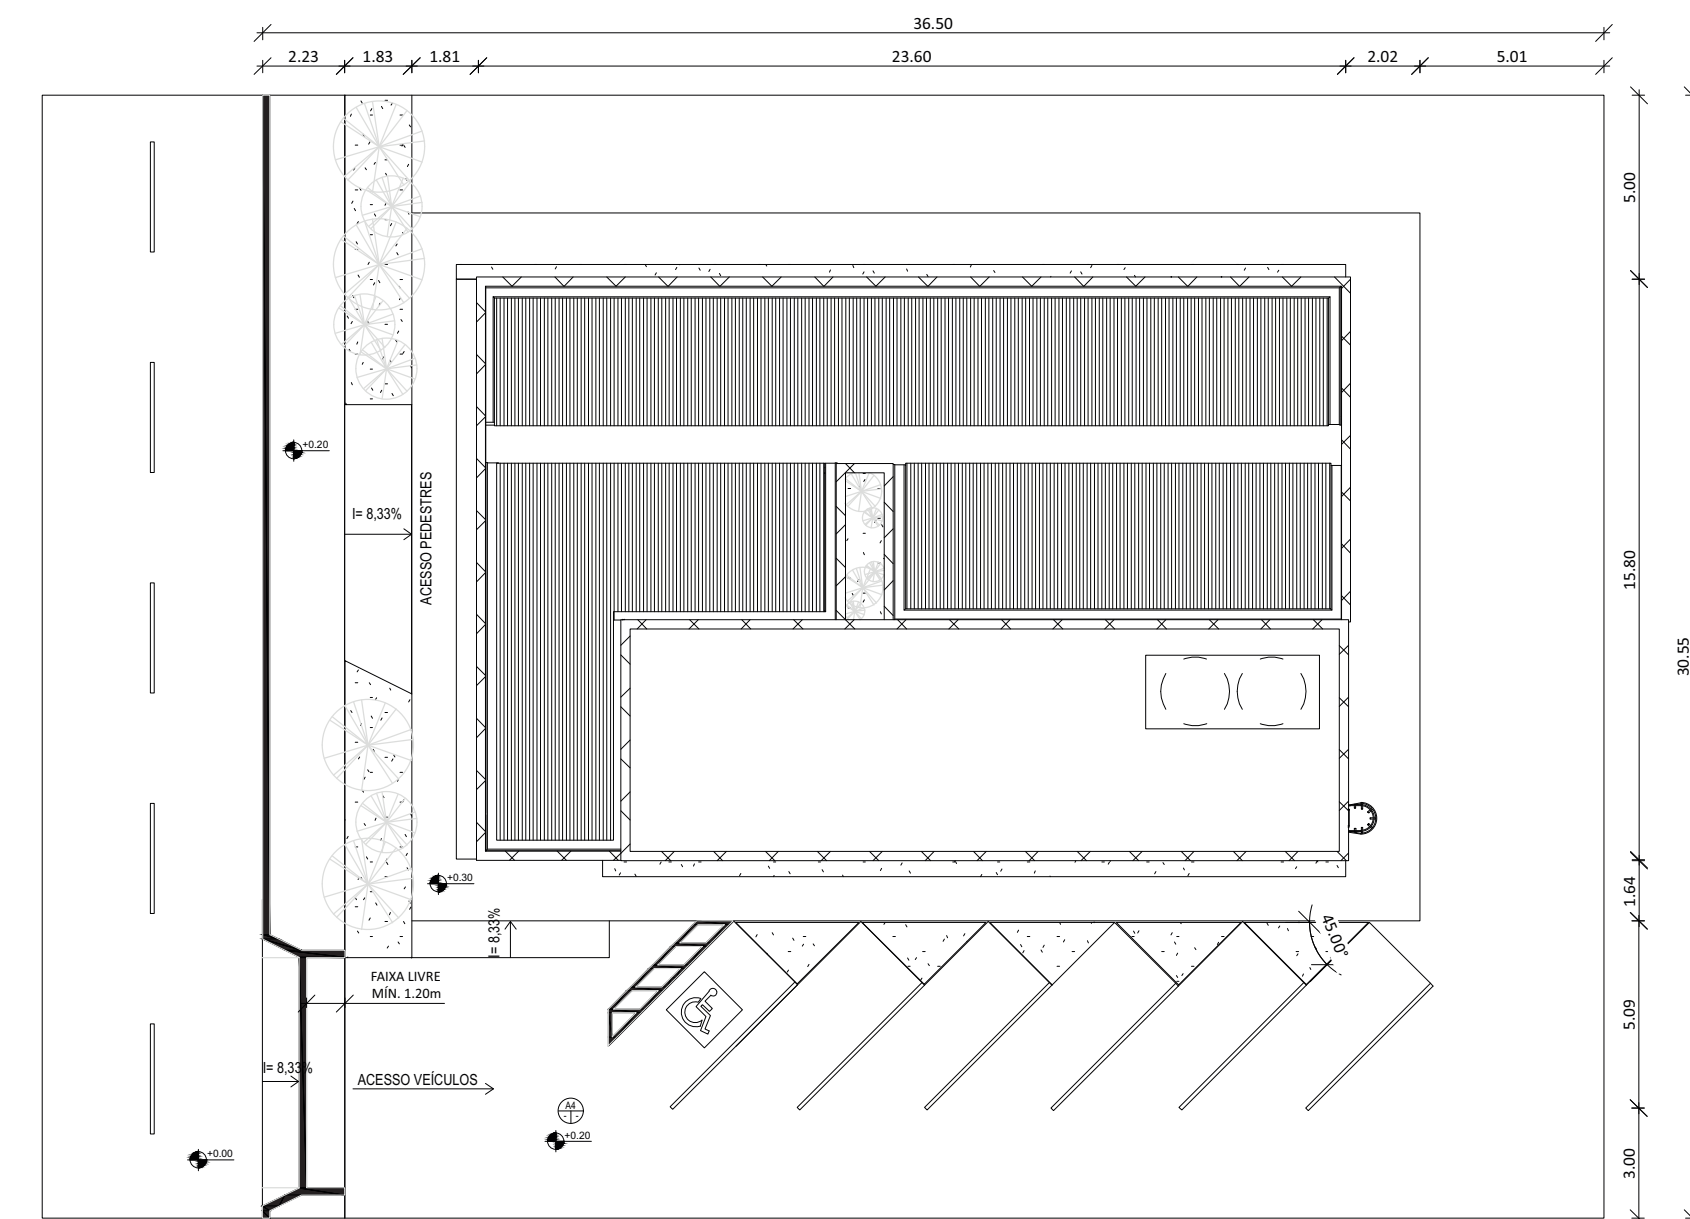 36.50
2.23
1.83
1.81
23.60
2.02
5.01
5.00
+0.20
I= 8,33%
ACESSO PEDESTRES
15.80
30.55
+0.30
1.64
I= 8,33%
45.00°
FAIXA LIVRE
MÍN. 1.20m
5.09
I= 8,33%
ACESSO VEÍCULOS
A4
+0.20
+0.00
3.00